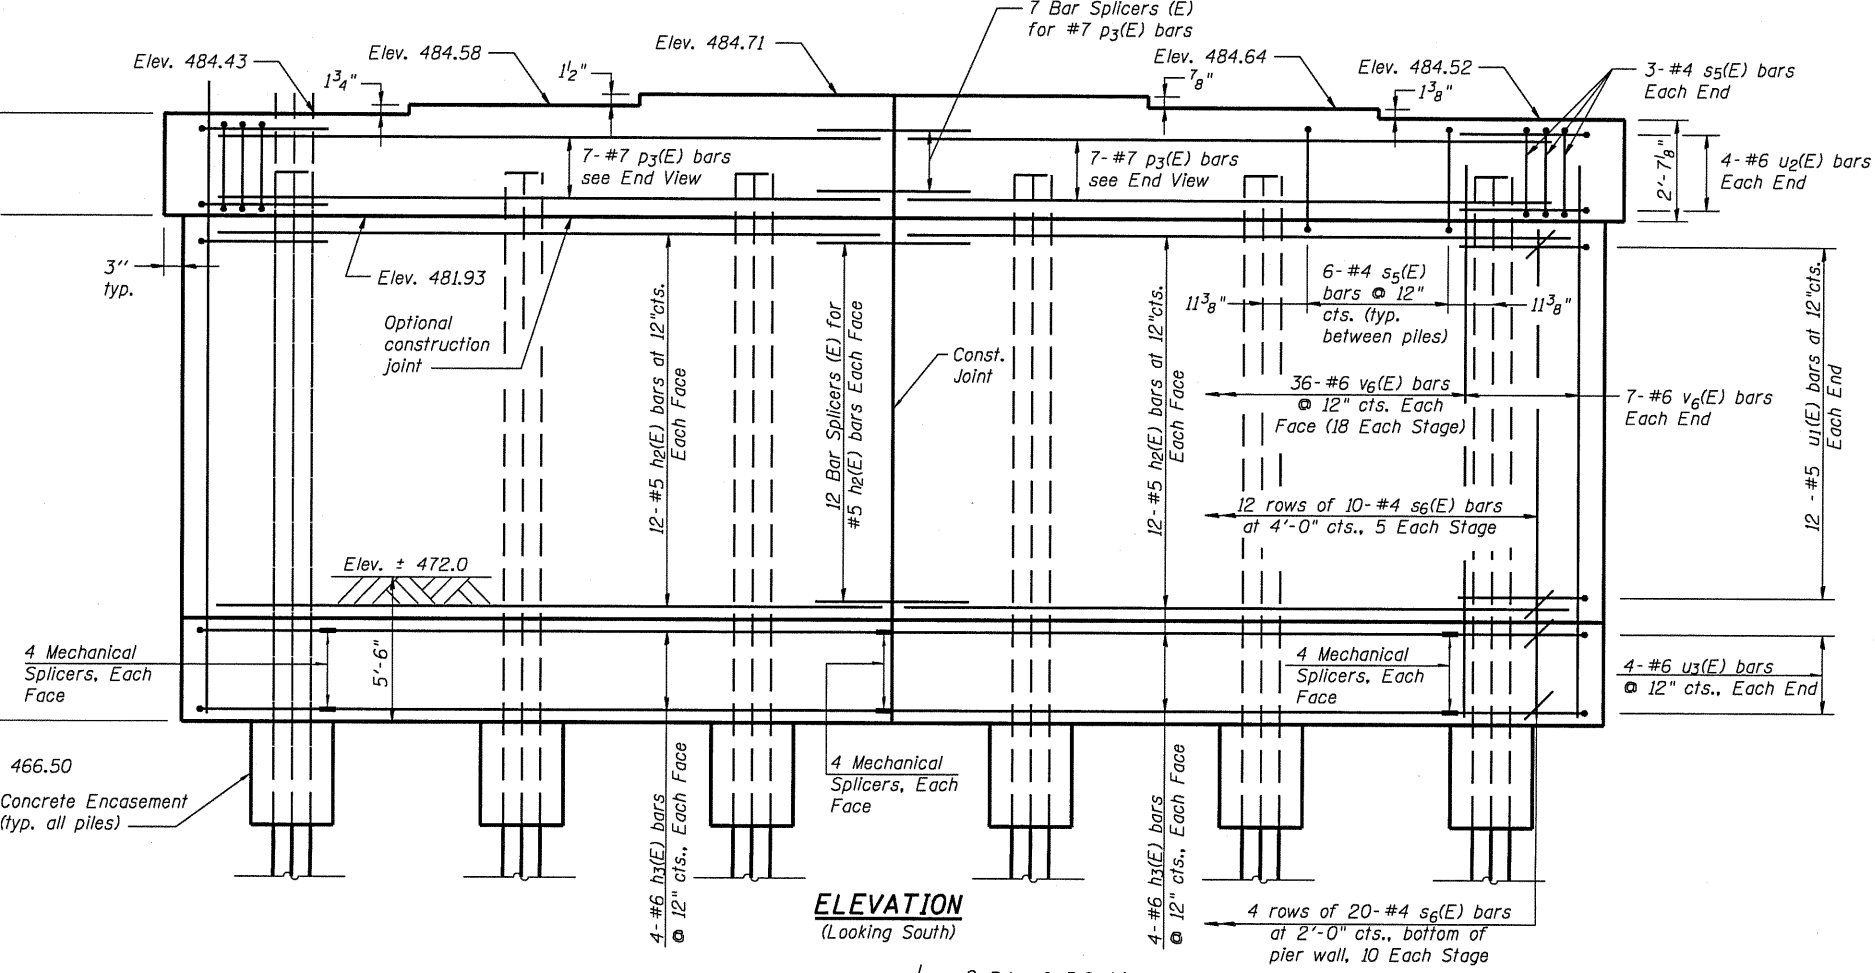 7 Bar Splicers (E)
for #7 p3(E) bars
Elev. 484.43
1 3/4"
Elev. 484.58
1 1/2"
Elev. 484.71
Elev. 484.64
7/8"
Elev. 484.52
1 3/8"
3-#4 s5(E) bars
Each End
7-#7 p3(E) bars
see End View
7-#7 p3(E) bars
see End View
2'-7 1/8"
4-#6 u2(E) bars
Each End
3"
typ.
Elev. 481.93
Optional
construction
joint
12-#5 h2(E) bars at 12"cts.
Each Face
12 Bar Splicers (E) for
#5 h2(E) bars Each Face
Const.
Joint
12-#5 h2(E) bars at 12"cts.
Each Face
11 3/8"
6-#4 s5(E)
bars @ 12"
cts. (typ.
between piles)
11 3/8"
36-#6 v6(E) bars
@ 12" cts. Each
Face (18 Each Stage)
7-#6 v6(E) bars
Each End
12 -#5 u1(E) bars at 12"cts.
Each End
12 rows of 10-#4 s6(E) bars
at 4'-0" cts., 5 Each Stage
Elev. ± 472.0
5'-6"
4 Mechanical
Splicers, Each
Face
4 Mechanical
Splicers, Each
Face
4-#6 u3(E) bars
@ 12" cts., Each End
466.50
Concrete Encasement
(typ. all piles)
4-#6 h3(E) bars
@ 12" cts., Each Face
4 Mechanical
Splicers, Each
Face
4-#6 h3(E) bars
@ 12" cts., Each Face
ELEVATION
(Looking South)
4 rows of 20-#4 s6(E) bars
at 2'-0" cts., bottom of
pier wall, 10 Each Stage